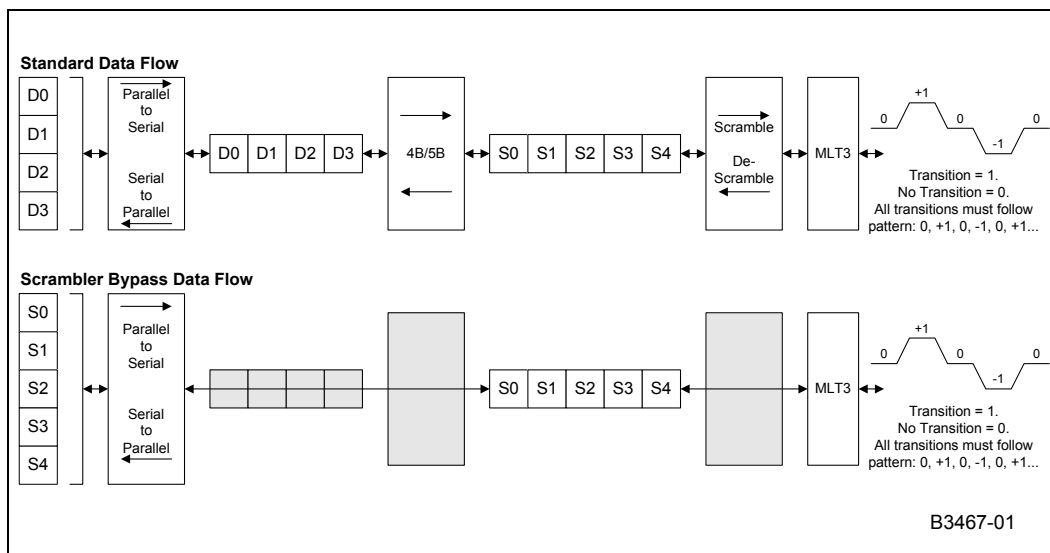 Standard Data Flow
D0
D1
D2
D3
Parallel
to
Serial
Serial
to
Parallel
D0 D1 D2 D3
4B/5B
S0 S1 S2 S3 S4
Scramble
De-
Scramble
MLT3
0 +1 0 -1 0
Transition = 1.
No Transition = 0.
All transitions must follow
pattern: 0, +1, 0, -1, 0, +1...
Scrambler Bypass Data Flow
S0
S1
S2
S3
S4
Parallel
to
Serial
Serial
to
Parallel
S0 S1 S2 S3 S4
MLT3
0 +1 0 -1 0
Transition = 1.
No Transition = 0.
All transitions must follow
pattern: 0, +1, 0, -1, 0, +1...
B3467-01